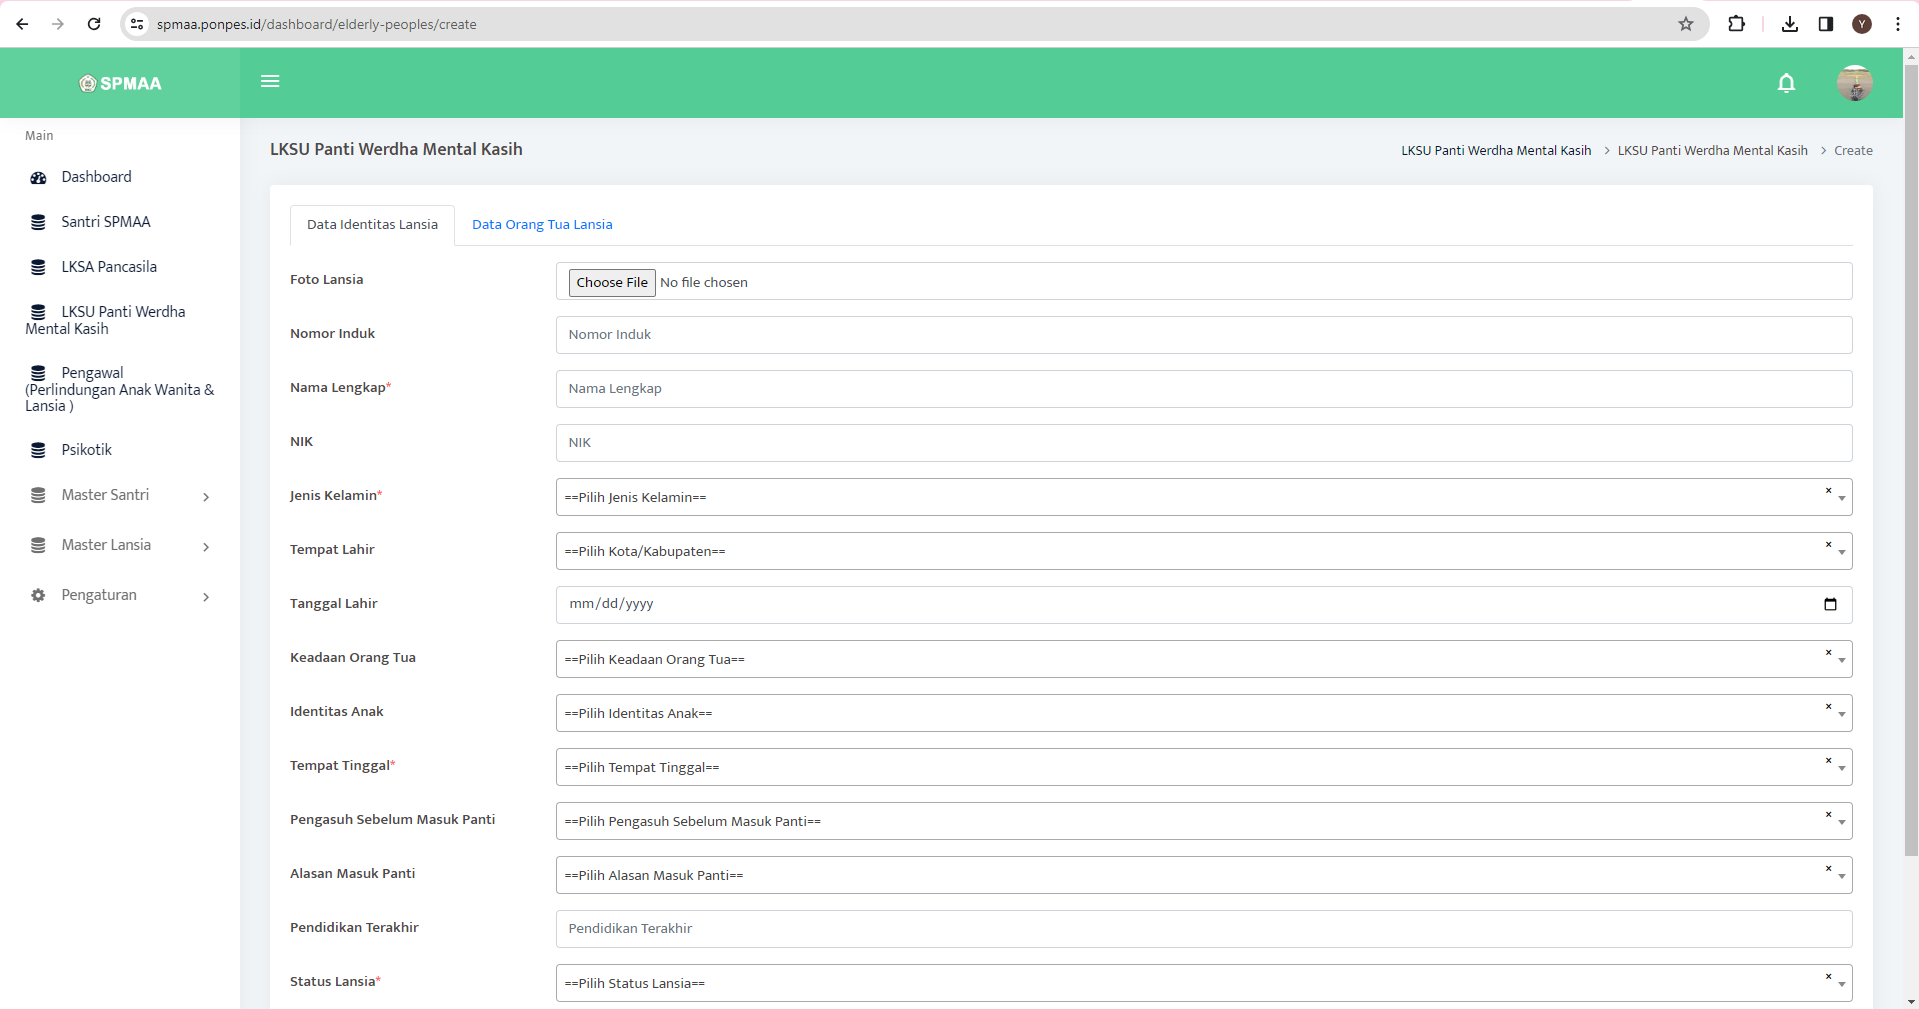 spmaa.ponpes.id/dashboard/elderly-peoples/create
Y
SPMAA
Main
Dashboard
Santri SPMAA
LKSA Pancasila
LKSU Panti Werdha
Mental Kasih
Pengawal
(Perlindungan Anak Wanita &
Lansia )
Psikotik
Master Santri
Master Lansia
Pengaturan
LKSU Panti Werdha Mental Kasih
LKSU Panti Werdha Mental Kasih > LKSU Panti Werdha Mental Kasih > Create
Data Identitas Lansia Data Orang Tua Lansia
Foto Lansia Choose File No file chosen
Nomor Induk Nomor Induk
Nama Lengkap* Nama Lengkap
NIK NIK
Jenis Kelamin* ==Pilih Jenis Kelamin== ×
Tempat Lahir ==Pilih Kota/Kabupaten== ×
Tanggal Lahir mm/dd/yyyy
Keadaan Orang Tua ==Pilih Keadaan Orang Tua== ×
Identitas Anak ==Pilih Identitas Anak== ×
Tempat Tinggal* ==Pilih Tempat Tinggal== ×
Pengasuh Sebelum Masuk Panti ==Pilih Pengasuh Sebelum Masuk Panti== ×
Alasan Masuk Panti ==Pilih Alasan Masuk Panti== ×
Pendidikan Terakhir Pendidikan Terakhir
Status Lansia* ==Pilih Status Lansia== ×